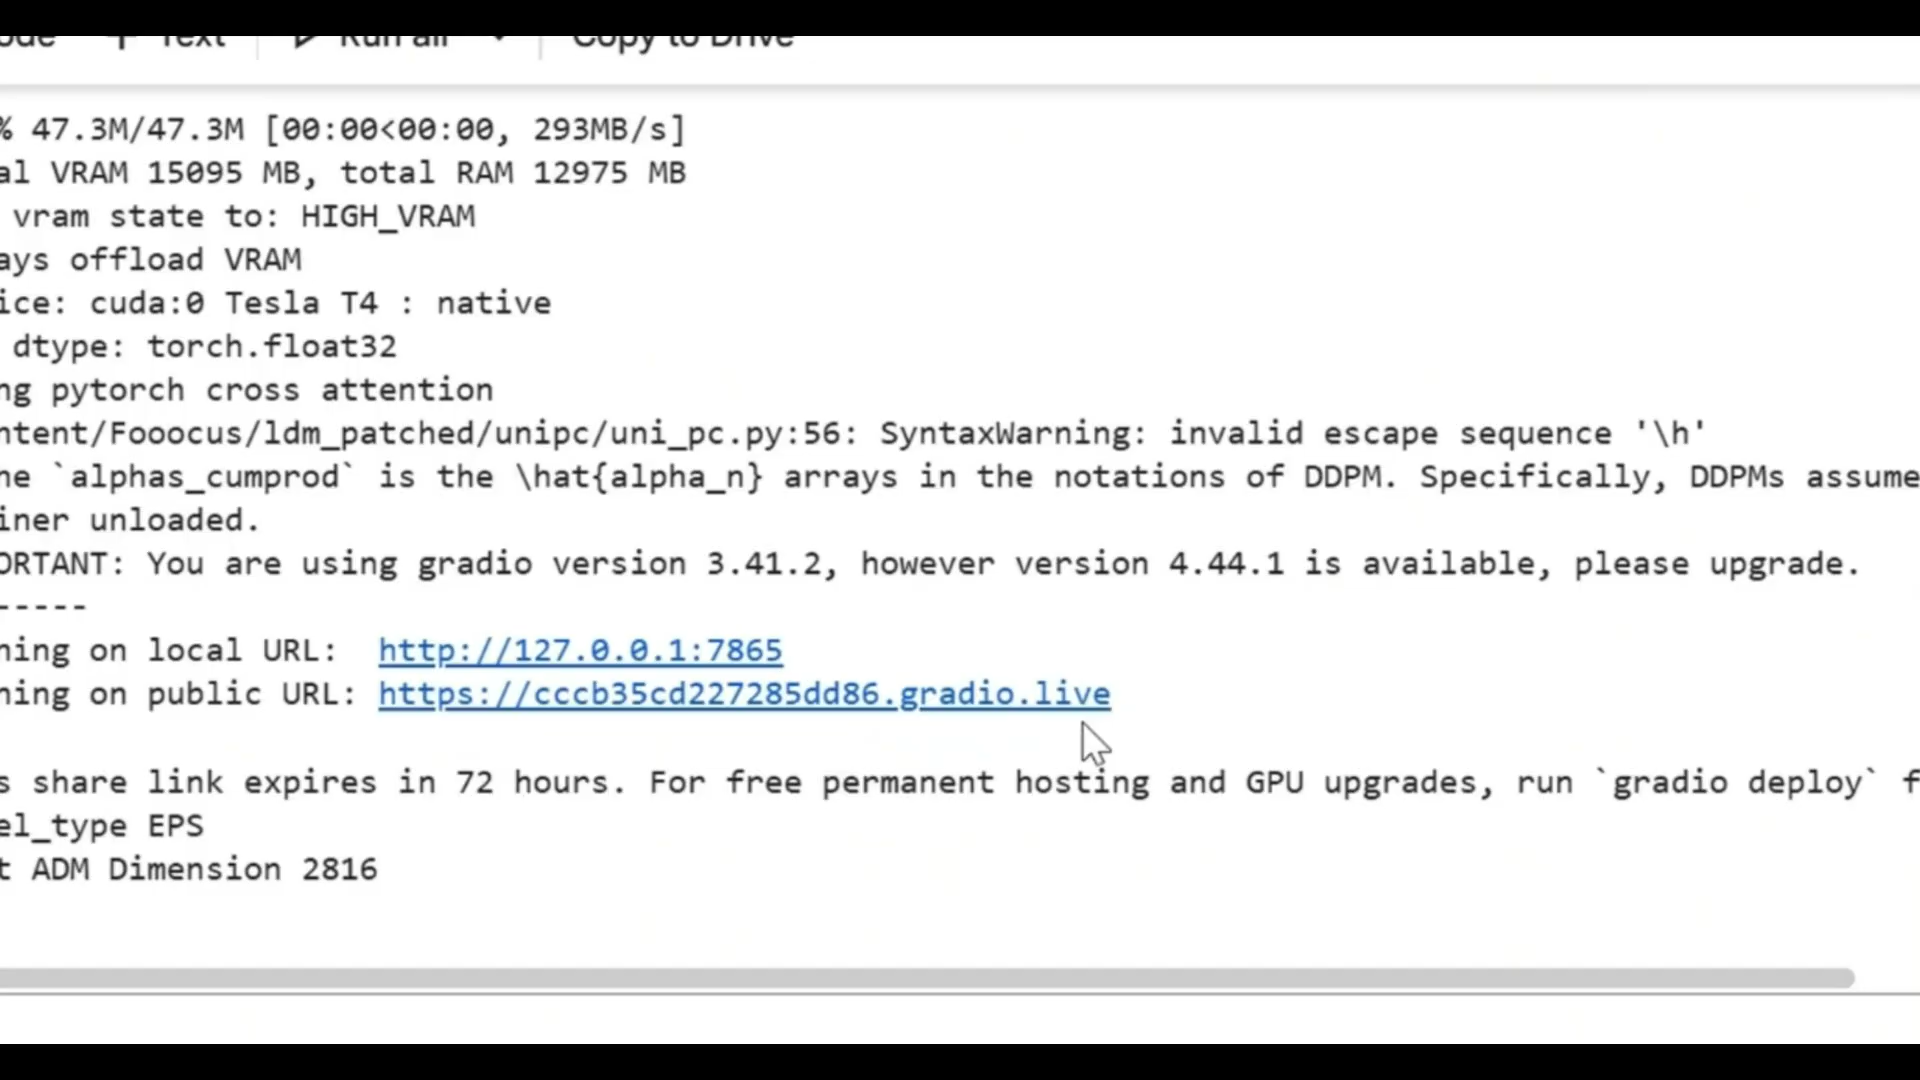 Text Run all Copy to Drive
% 47.3M/47.3M [00:00<00:00, 293MB/s]
al VRAM 15095 MB, total RAM 12975 MB
vram state to: HIGH_VRAM
ays offload VRAM
ice: cuda:0 Tesla T4 : native
dtype: torch.float32
ng pytorch cross attention
ntent/Fooocus/ldm_patched/unipc/uni_pc.py:56: SyntaxWarning: invalid escape sequence '\h'
he `alphas_cumprod` is the \hat{alpha_n} arrays in the notations of DDPM. Specifically, DDPMs assume
iner unloaded.
ORTANT: You are using gradio version 3.41.2, however version 4.44.1 is available, please upgrade.
-----
ning on local URL: http://127.0.0.1:7865
ning on public URL: https://cccb35cd227285dd86.gradio.live
s share link expires in 72 hours. For free permanent hosting and GPU upgrades, run `gradio deploy` f
el_type EPS
t ADM Dimension 2816